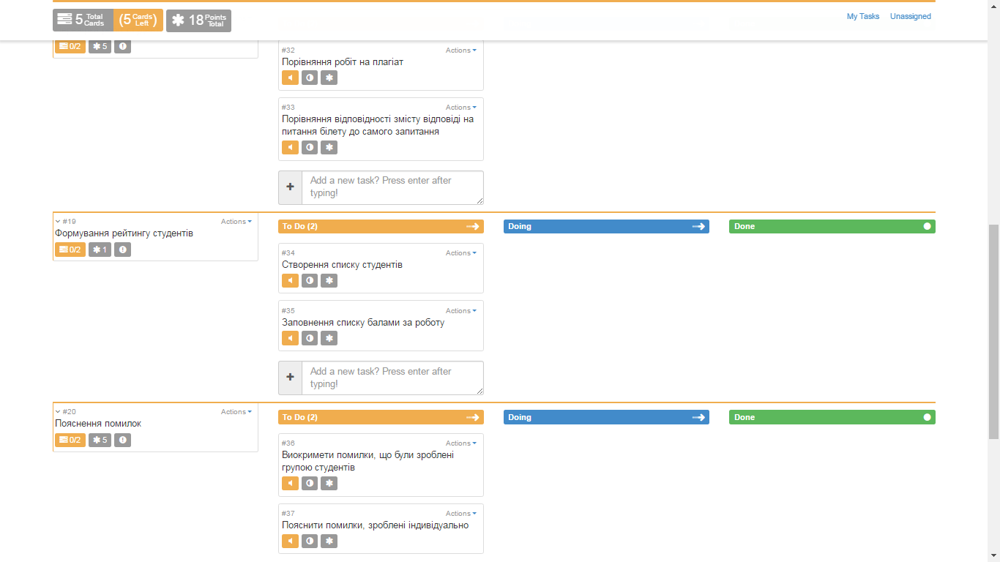 5 Total Cards
(5 Cards Left)
18 Points Total
My Tasks
Unassigned
0/2
5
#32
Actions
Порівняння робіт на плагіат
#33
Actions
Порівняння відповідності змісту відповіді на
питання білету до самого запитання
Add a new task? Press enter after
typing!
#19
Actions
Формування рейтингу студентів
0/2
1
To Do (2)
Doing
Done
#34
Actions
Створення списку студентів
#35
Actions
Заповнення списку балами за роботу
Add a new task? Press enter after
typing!
#20
Actions
Пояснення помилок
0/2
5
To Do (2)
Doing
Done
#36
Actions
Виокримети помилки, що були зроблені
групою студентів
#37
Actions
Пояснити помилки, зроблені індивідуально